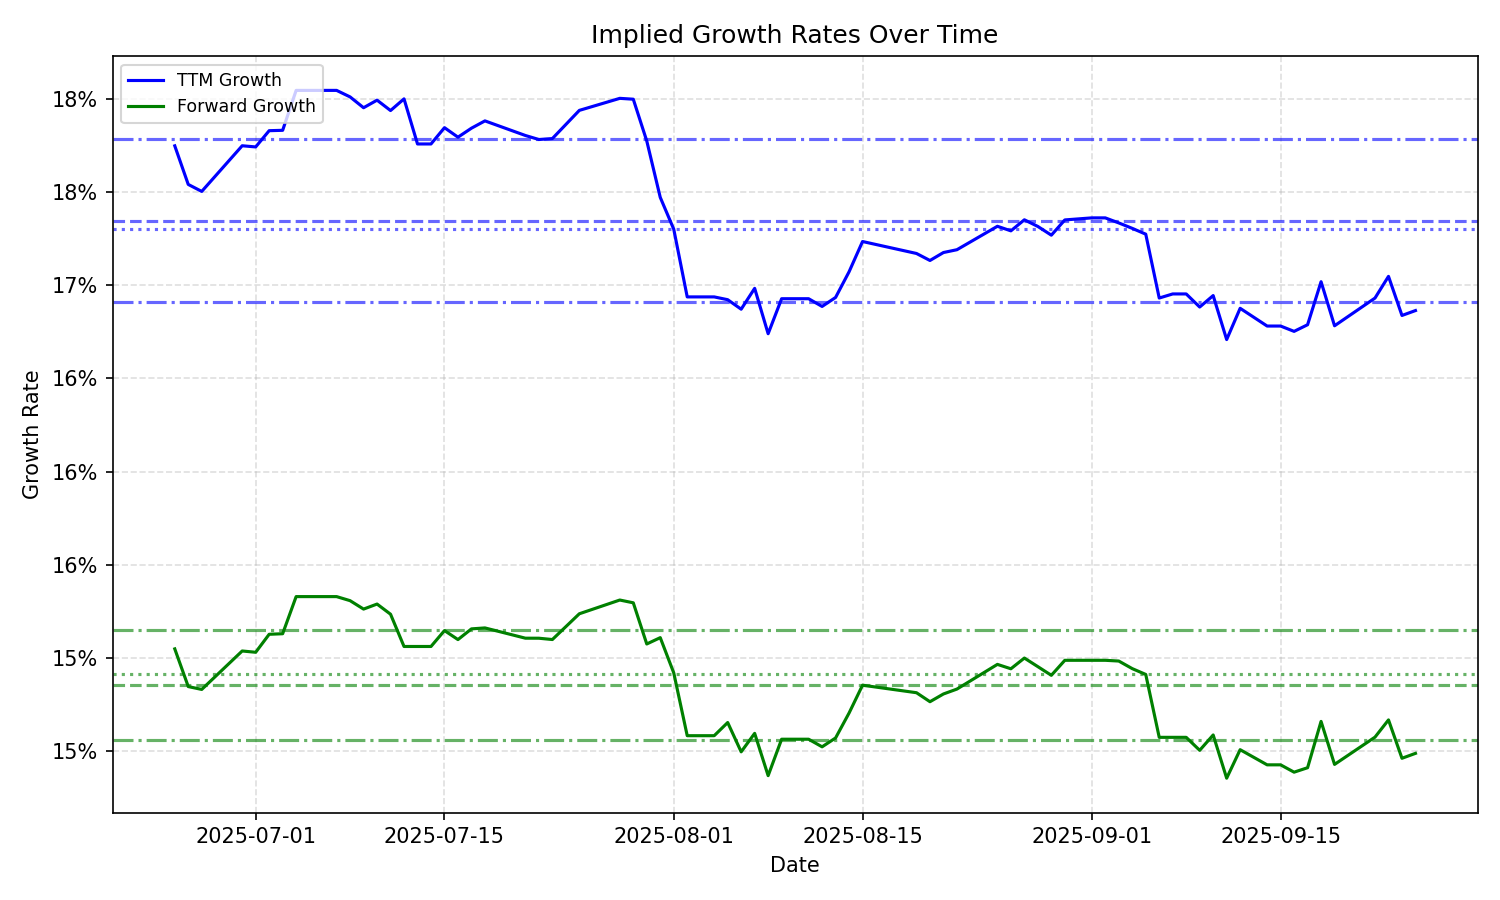 Implied Growth Rates Over Time
TTM Growth
Forward Growth
18%
18%
17%
16%
16%
16%
15%
15%
Growth Rate
2025-07-01
2025-07-15
2025-08-01
2025-08-15
2025-09-01
2025-09-15
Date